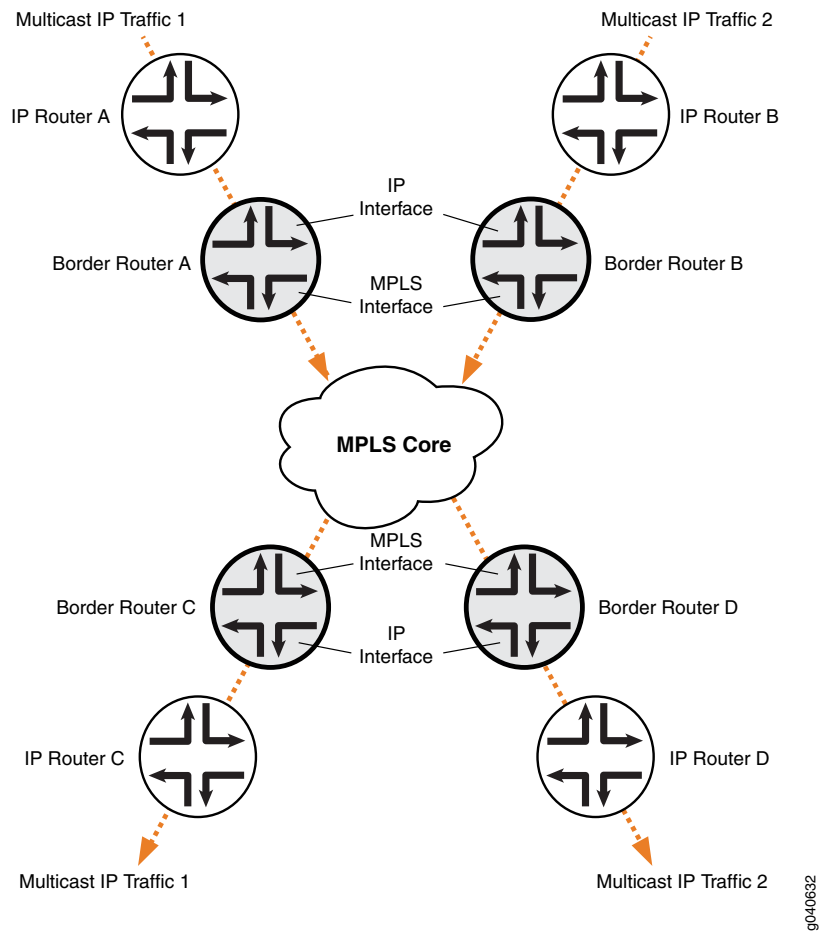 Multicast IP Traffic 1
Multicast IP Traffic 2
IP Router A
IP Router B
IP
Interface
Border Router A
Border Router B
MPLS
Interface
MPLS Core
MPLS
Interface
Border Router C
Border Router D
IP
Interface
IP Router C
IP Router D
Multicast IP Traffic 1
Multicast IP Traffic 2
g040632